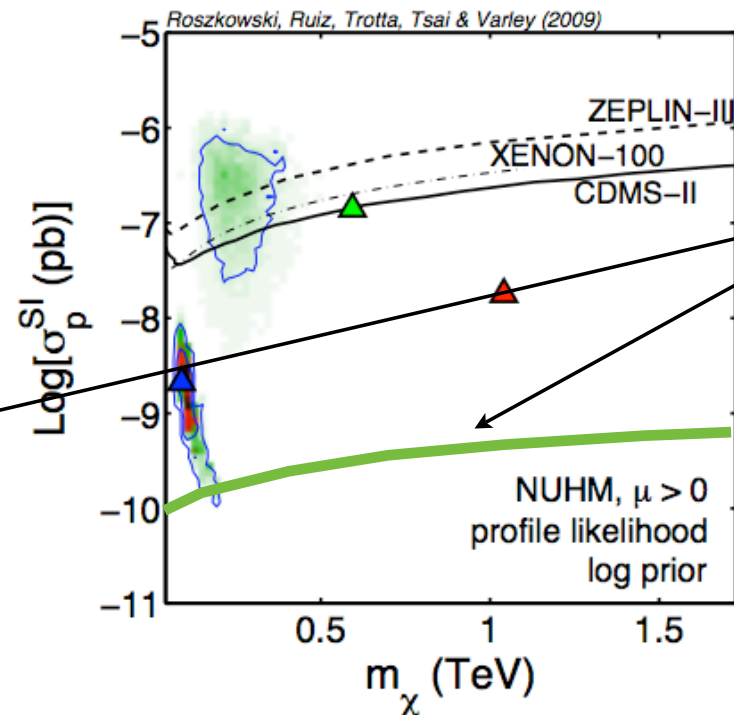 Roszkowski, Ruiz, Trotta, Tsai & Varley (2009)
−5
ZEPLIN−III
−6
XENON−100
CDMS−II
−7
Log[σ_p^SI (pb)]
−8
−9
−10
NUHM, μ > 0
profile likelihood
log prior
−11
0.5 1 1.5
m_χ (TeV)